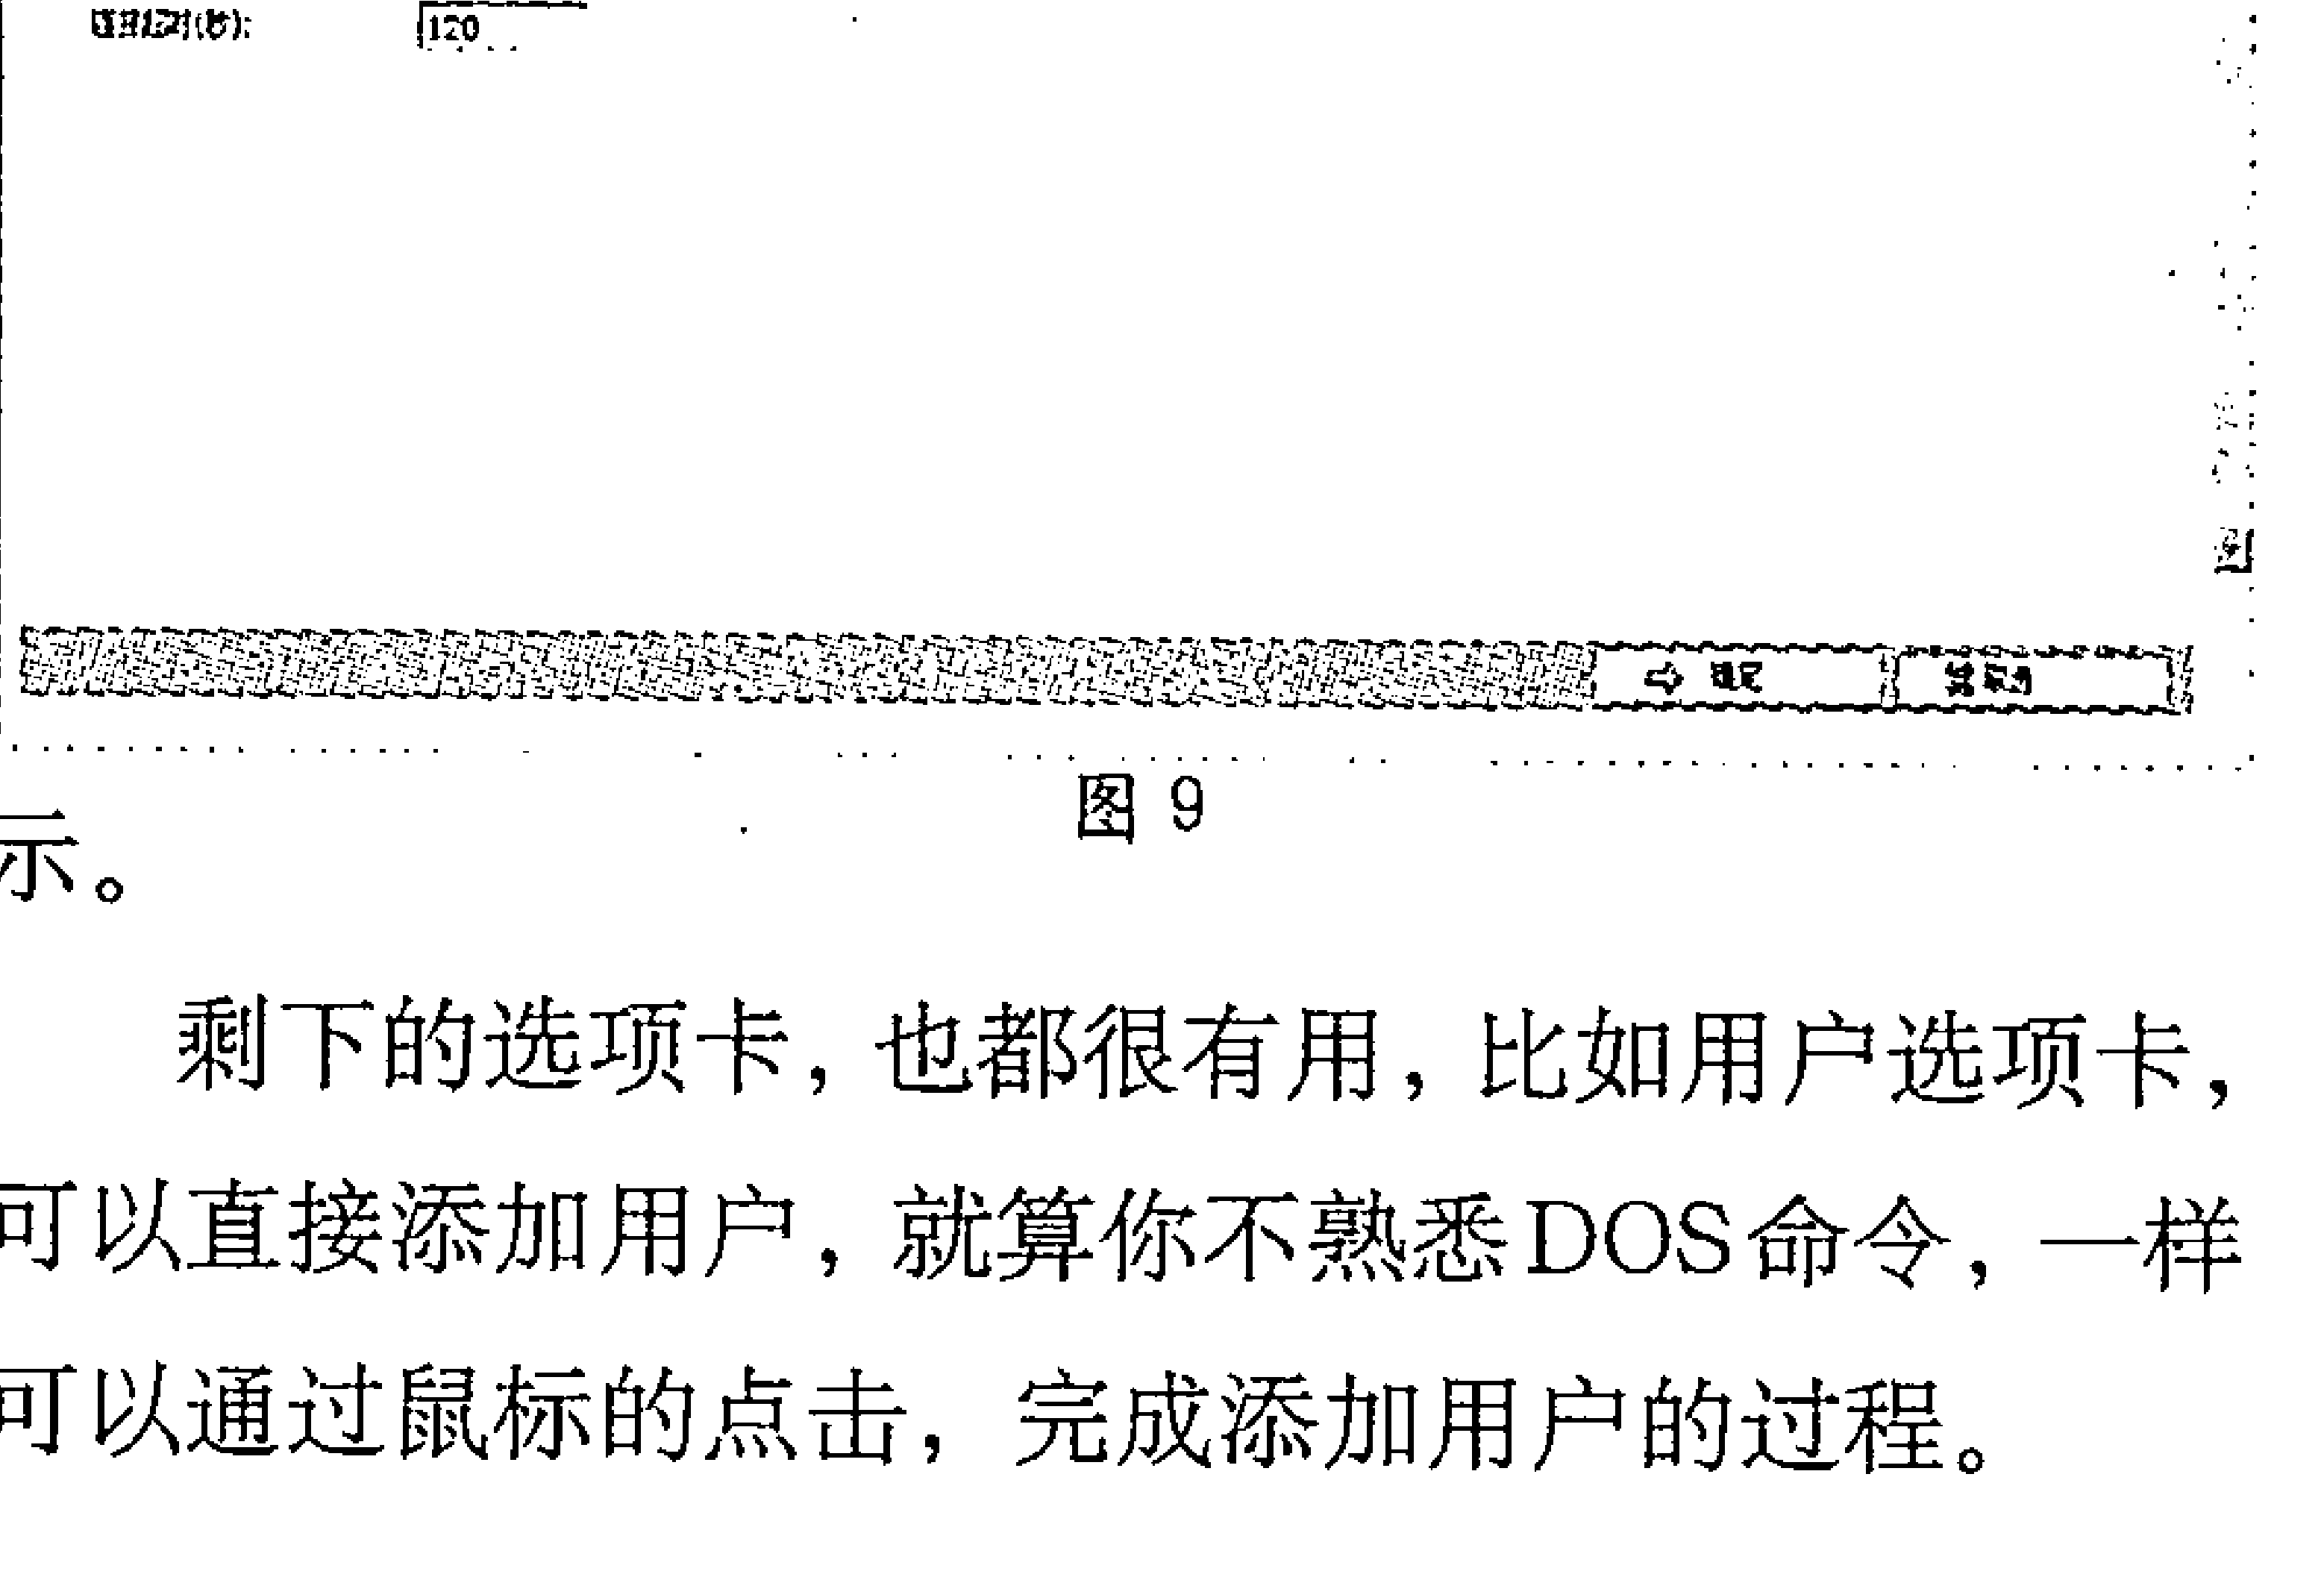 120
图 9
示。
剩下的选项卡，也都很有用，比如用户选项卡，
可以直接添加用户，就算你不熟悉DOS命令，一样
可以通过鼠标的点击，完成添加用户的过程。